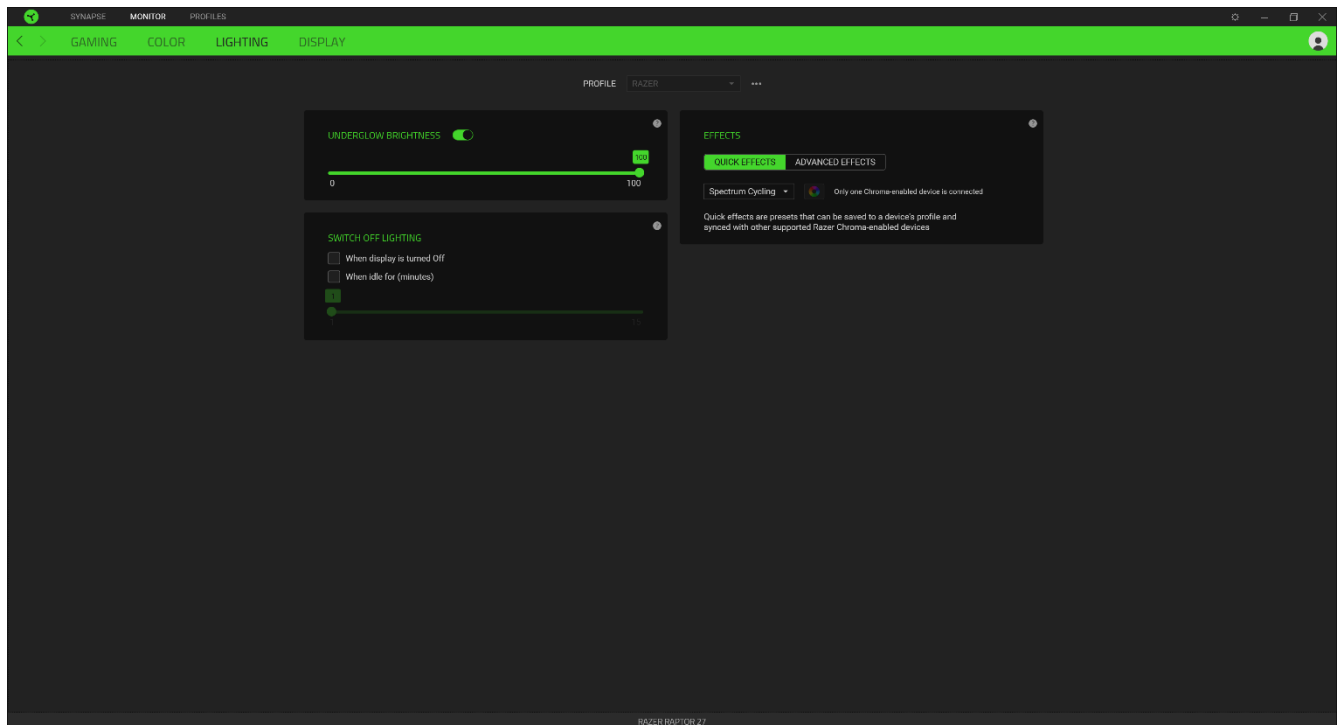 SYNAPSE MONITOR PROFILES
GAMING COLOR LIGHTING DISPLAY
PROFILE RAZER
UNDERGLOW BRIGHTNESS
100
0 100
SWITCH OFF LIGHTING
When display is turned Off
When idle for (minutes)
1
1 15
EFFECTS
QUICK EFFECTS ADVANCED EFFECTS
Spectrum Cycling Only one Chroma-enabled device is connected
Quick effects are presets that can be saved to a device's profile and
synced with other supported Razer Chroma-enabled devices
RAZER RAPTOR 27